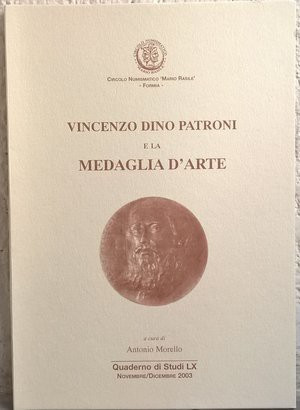 CIRCOLO NUMISMATICO 'MARIO RASILE'
- FORMIA -
VINCENZO DINO PATRONI
E LA
MEDAGLIA D'ARTE
a cura di
Antonio Morello
Quaderno di Studi LX
NOVEMBRE/DICEMBRE 2003